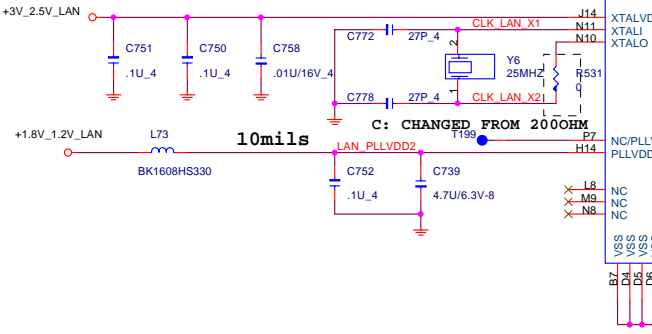 +3V_2.5V_LAN
J14
XTALVD
C772
27P_4
CLK_LAN_X1
N11
XTALI
N10
XTALO
C751
C750
C758
2
Y6
25MHZ
R531
0
.1U_4
.1U_4
.01U/16V_4
1
C778
27P_4
CLK_LAN_X2
C: CHANGED FROM 200OHM
+1.8V_1.2V_LAN
L73
10mils
T199
P7
NC/PLLV
LAN_PLLVDD2
H14
PLLVDD
BK1608HS330
C752
C739
.1U_4
4.7U/6.3V-8
L8
NC
M9
NC
N8
NC
VSS
VSS
VSS
B7
D4
D5
D6